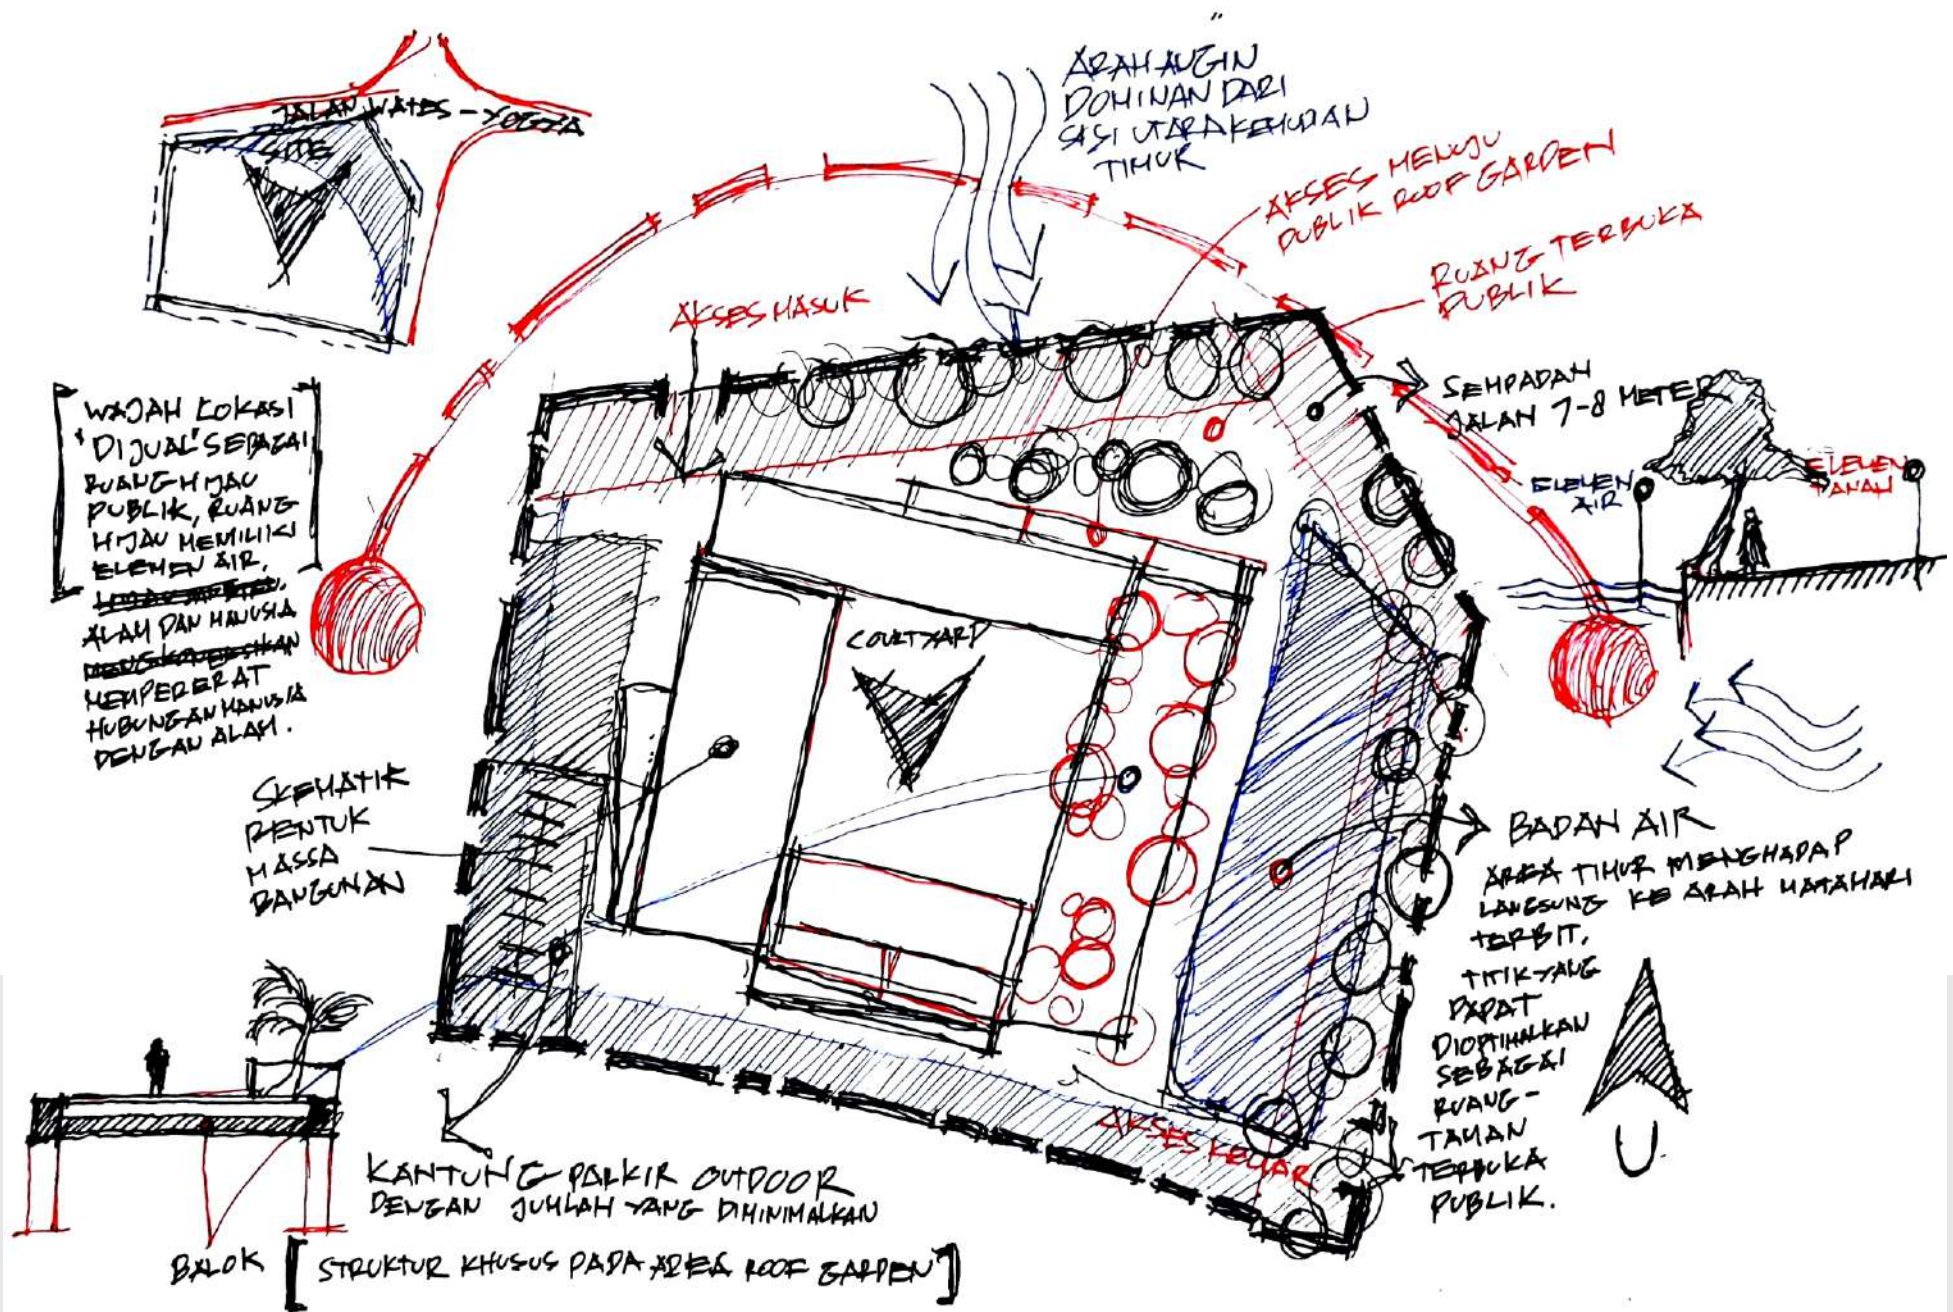 JALAN WATES - YOGYA
SITE
ARAH ANGIN
DOMINAN DARI
SISI UTARA KEMUDIAN
TIMUR
AKSES MENUJU
PUBLIK ROOF GARDEN
RUANG TERBUKA
PUBLIK
AKSES MASUK
SEMPADAN
JALAN 7-8 METER
ELEMEN
AIR
ELEMEN
TANAH
WAJAH LOKASI
'DIJUAL' SEBAGAI
RUANG HIJAU
PUBLIK, RUANG
HIJAU MEMILIKI
ELEMEN AIR,
ALAM DAN MANUSIA
MEMPERERAT
HUBUNGAN MANUSIA
DENGAN ALAM.
COURTYARD
SKEMATIK
BENTUK
MASSA
BANGUNAN
BADAN AIR
AREA TIMUR MENGHADAP
LANGSUNG KE ARAH MATAHARI
TERBIT.
TITIK YANG
DAPAT
DIOPTIMALKAN
SEBAGAI
RUANG -
TAMAN
TERBUKA
PUBLIK.
U
AKSES KELUAR
KANTUNG PARKIR OUTDOOR
DENGAN JUMLAH YANG DIMINIMALKAN
BALOK [STRUKTUR KHUSUS PADA AREA ROOF GARDEN]